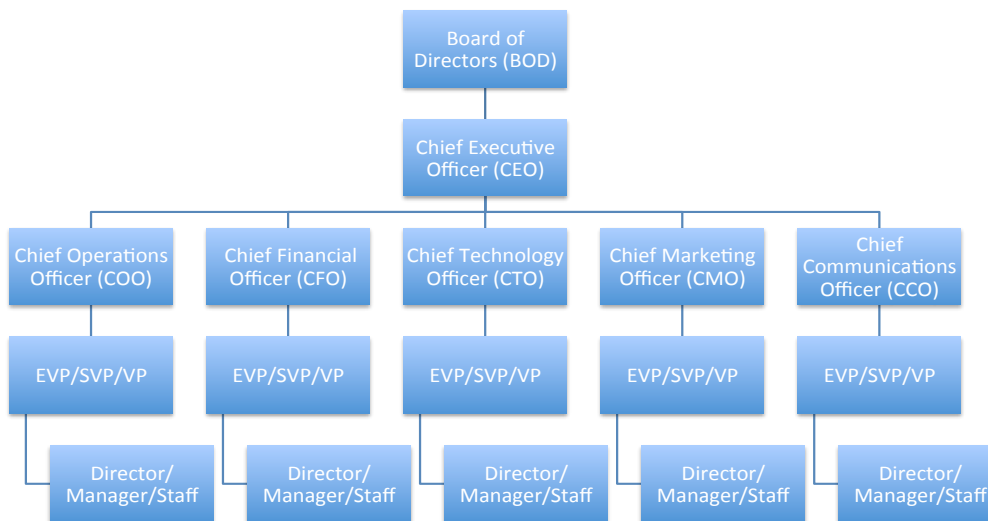 Board of
Directors (BOD)
Chief Executive
Officer (CEO)
Chief Operations
Officer (COO)
Chief Financial
Officer (CFO)
Chief Technology
Officer (CTO)
Chief Marketing
Officer (CMO)
Chief
Communications
Officer (CCO)
EVP/SVP/VP
EVP/SVP/VP
EVP/SVP/VP
EVP/SVP/VP
EVP/SVP/VP
Director/
Manager/Staff
Director/
Manager/Staff
Director/
Manager/Staff
Director/
Manager/Staff
Director/
Manager/Staff